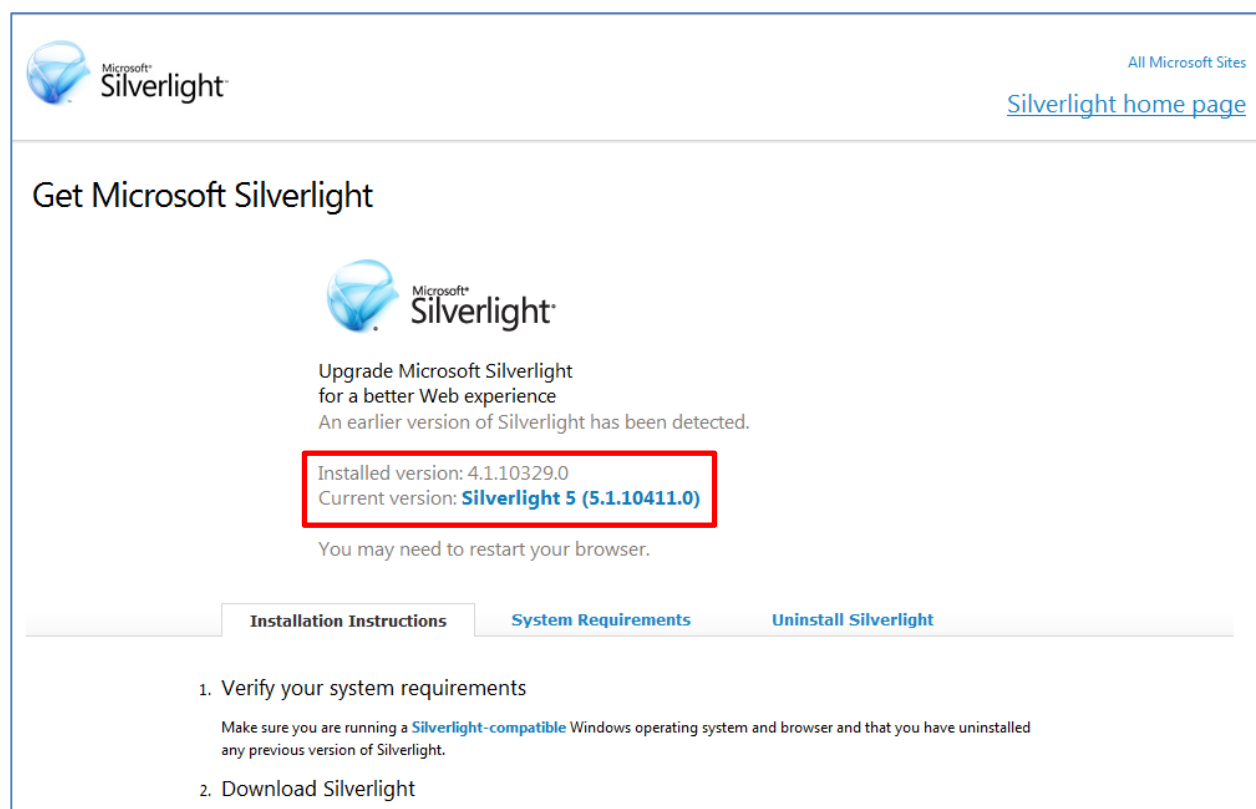 Microsoft®
Silverlight™
All Microsoft Sites
Silverlight home page
Get Microsoft Silverlight
Microsoft®
Silverlight®
Upgrade Microsoft Silverlight
for a better Web experience
An earlier version of Silverlight has been detected.
Installed version: 4.1.10329.0
Current version: Silverlight 5 (5.1.10411.0)
You may need to restart your browser.
Installation Instructions
System Requirements
Uninstall Silverlight
1. Verify your system requirements
Make sure you are running a Silverlight-compatible Windows operating system and browser and that you have uninstalled
any previous version of Silverlight.
2. Download Silverlight